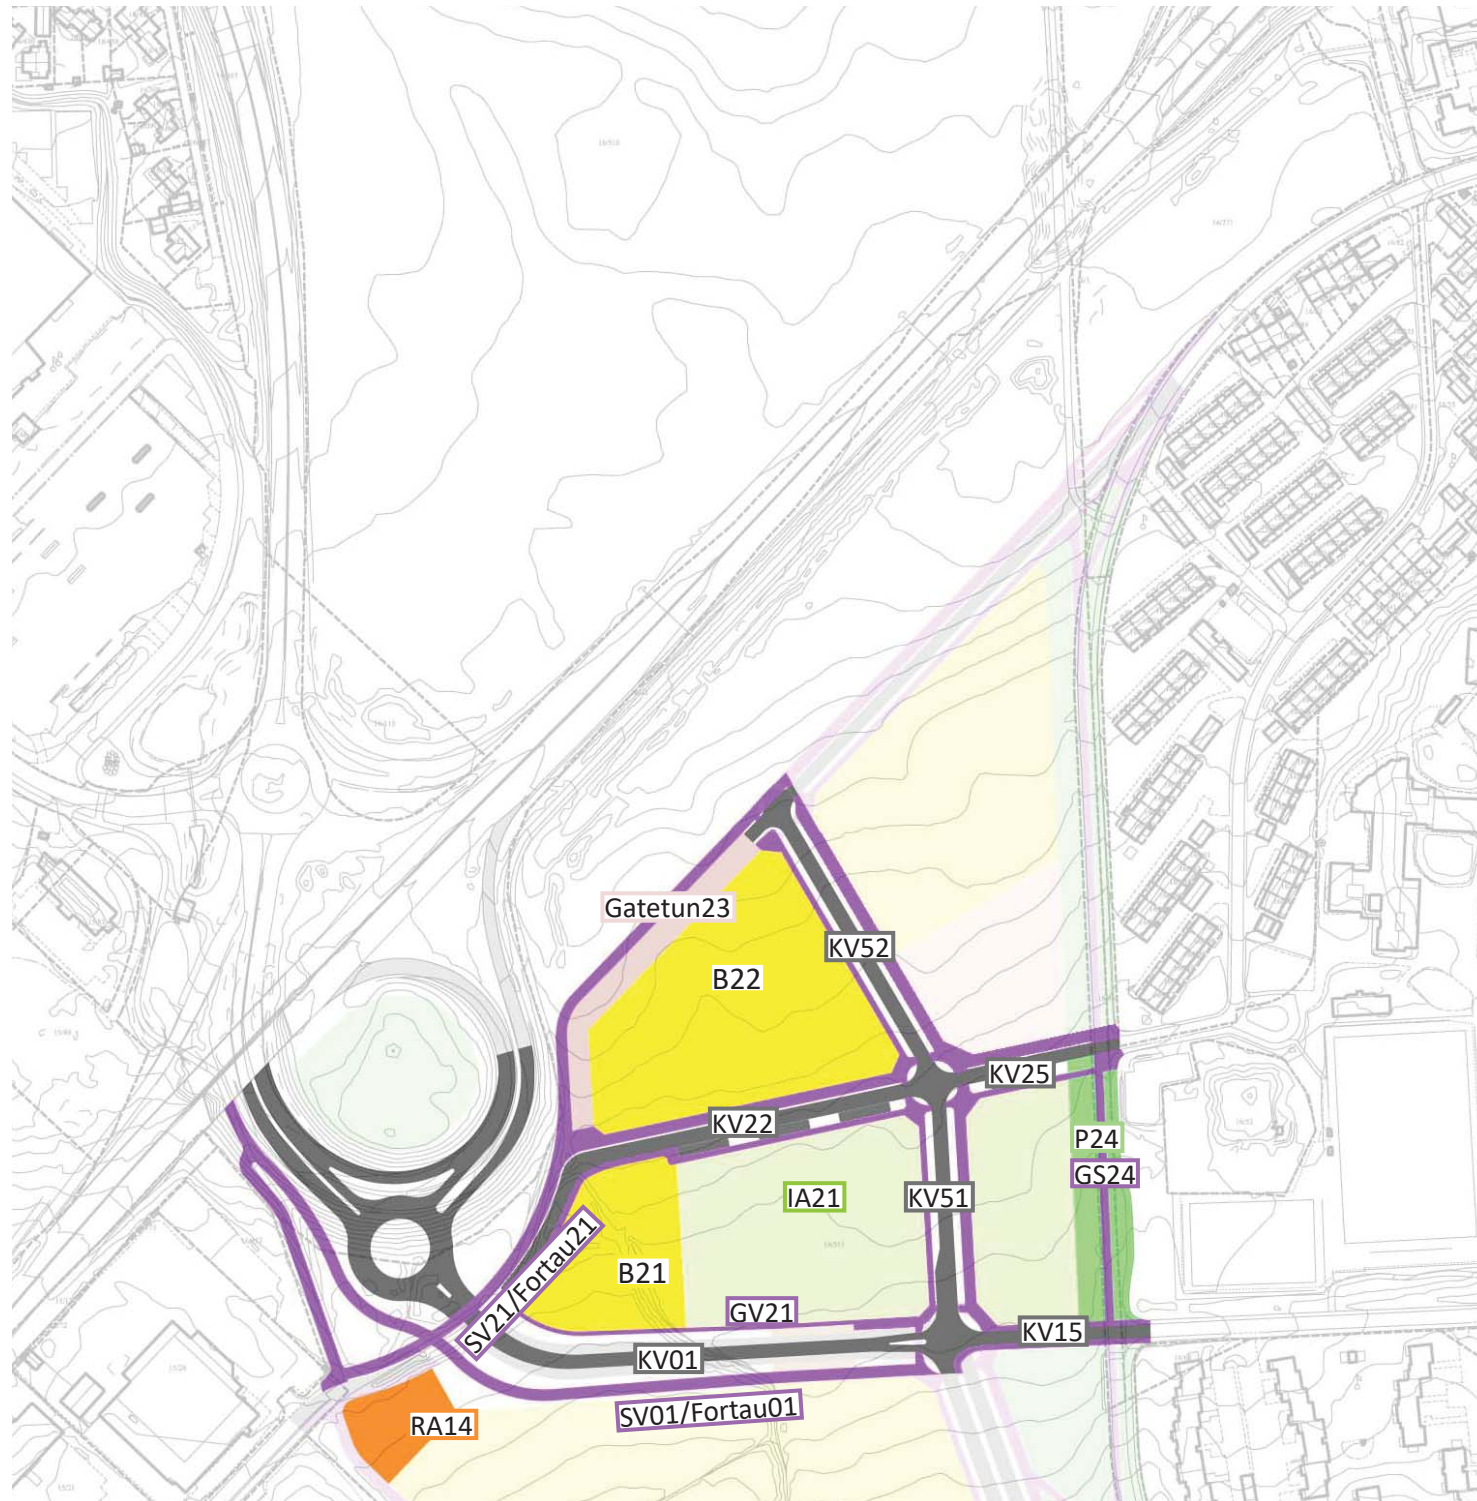 Gatetun23
KV52
B22
KV25
KV22
P24
GS24
IA21
KV51
SV21/Fortau21
B21
GV21
KV15
KV01
SV01/Fortau01
RA14